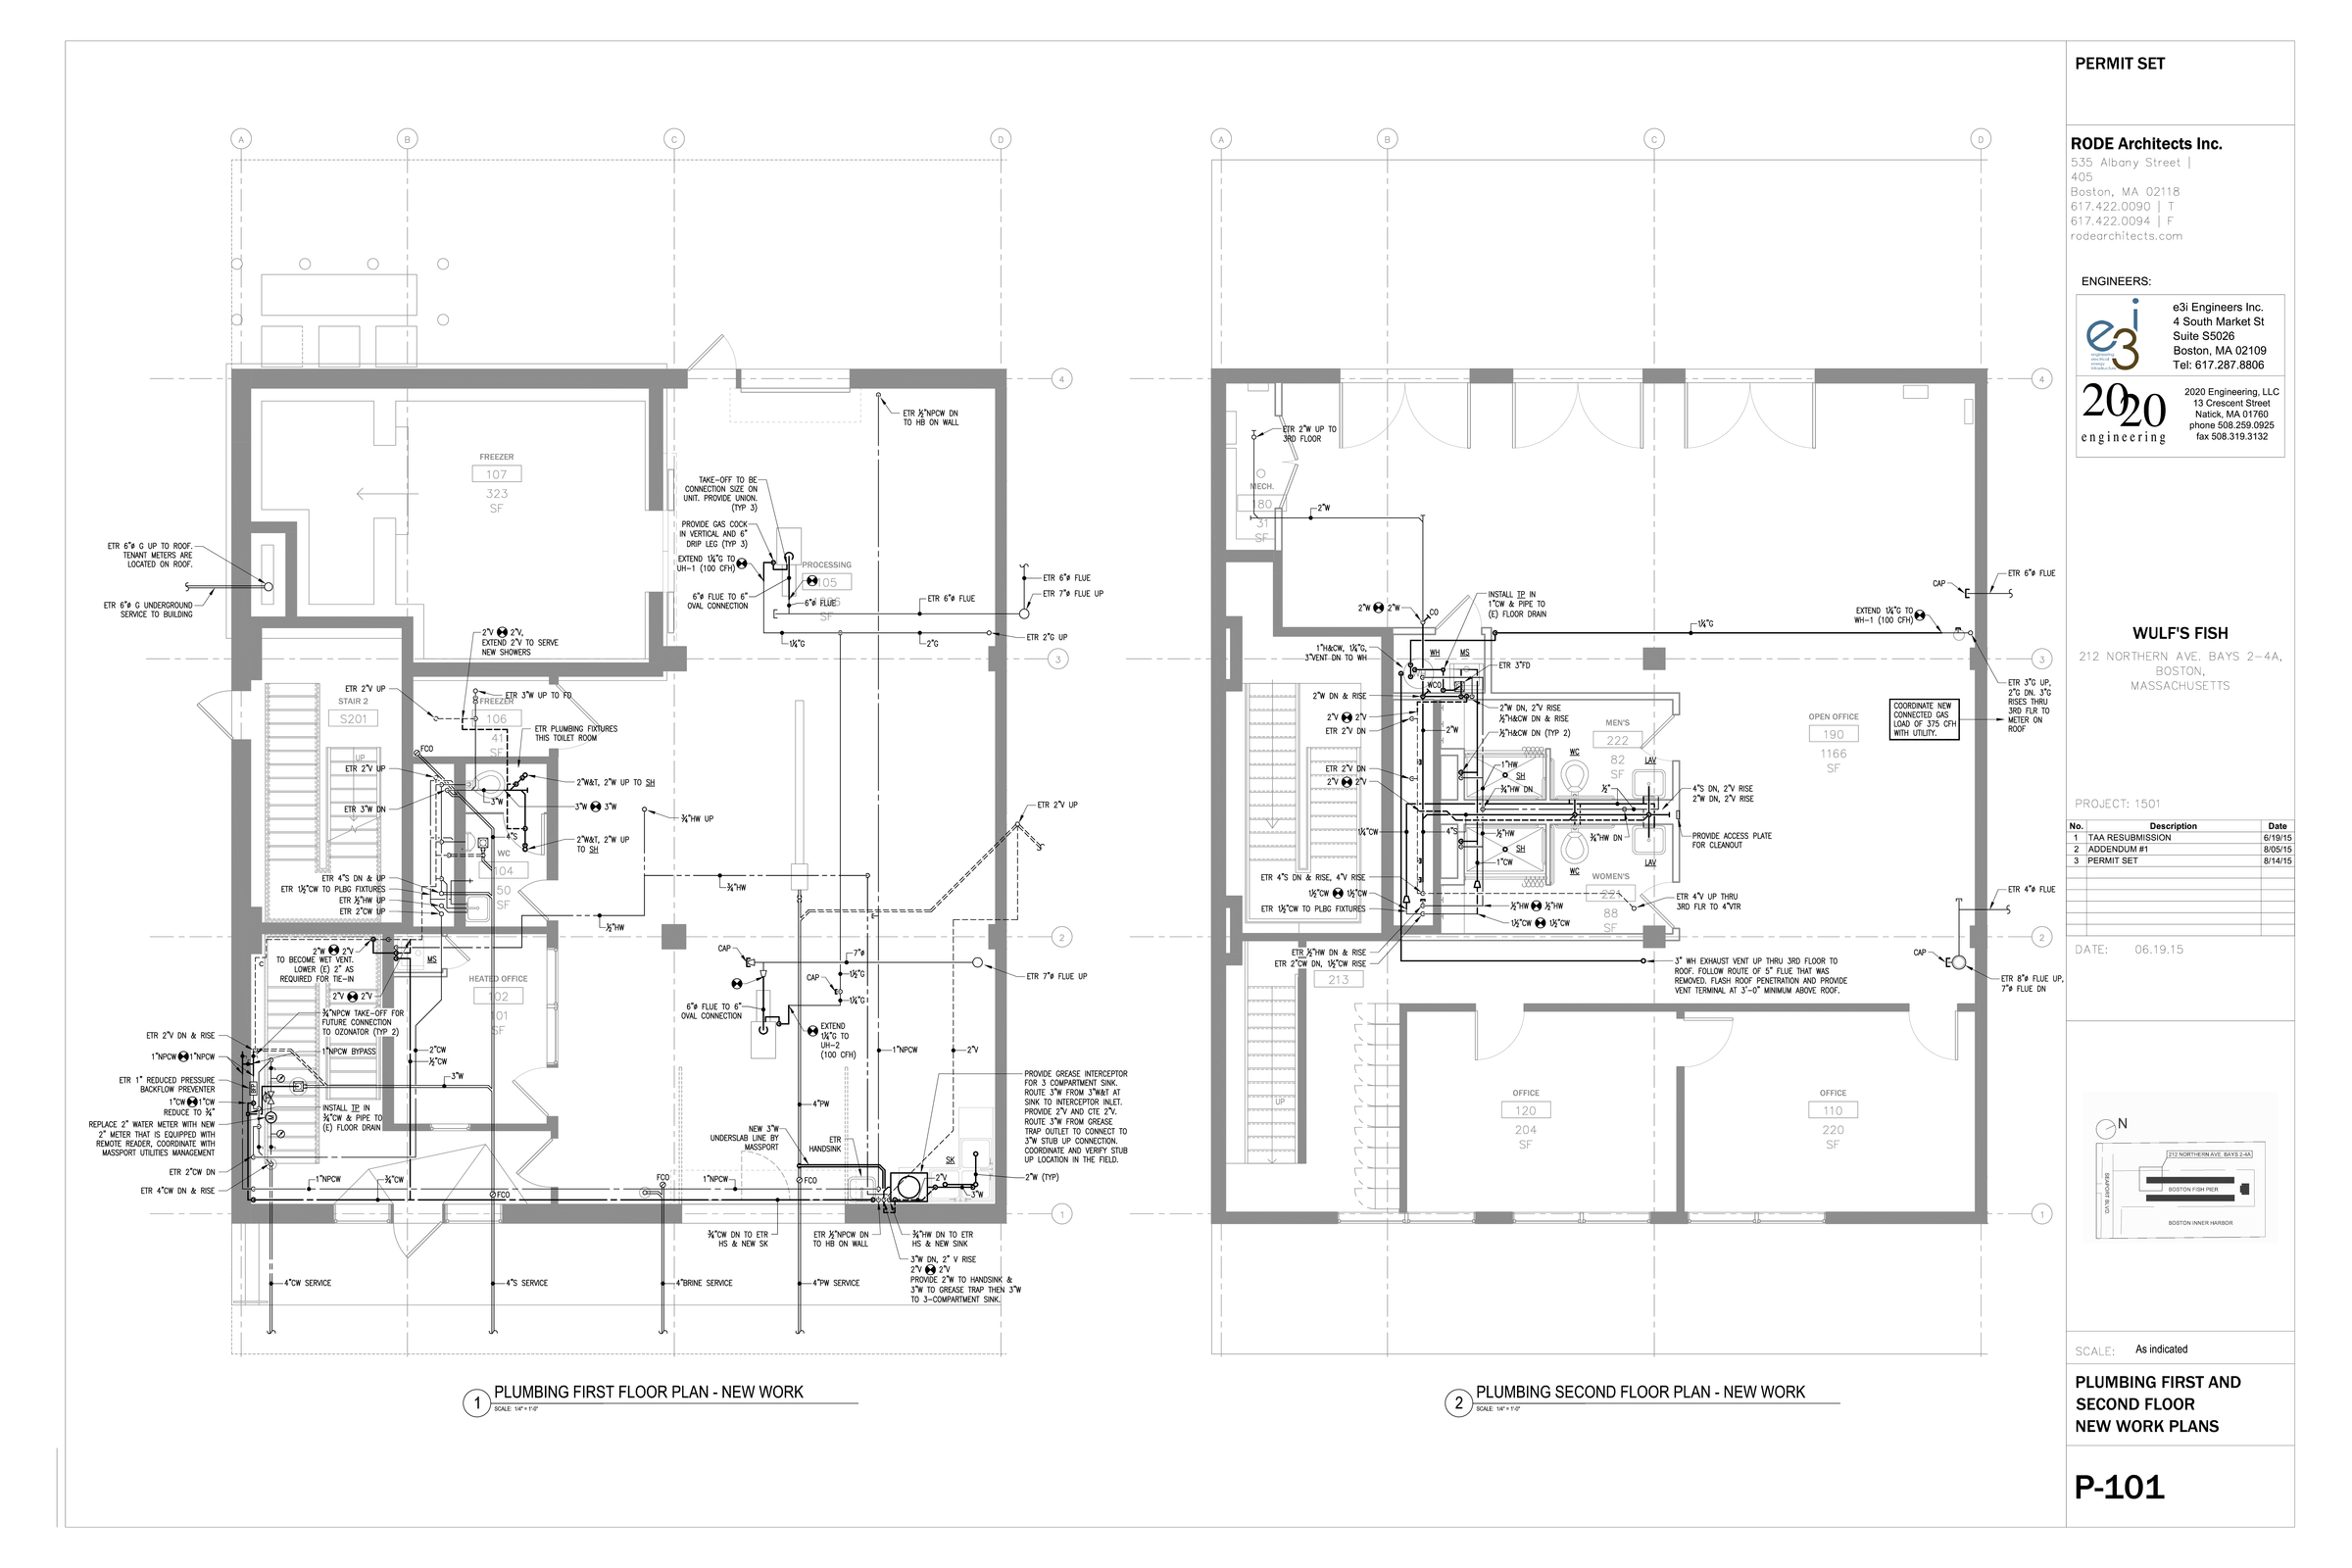 PERMIT SET
RODE Architects Inc.
535 Albany Street |
405
Boston, MA 02118
617.422.0090 | T
617.422.0094 | F
rodearchitects.com
ENGINEERS:
e3i
e3i Engineers Inc.
4 South Market St
Suite S5026
Boston, MA 02109
Tel: 617.287.8806
2020
engineering
2020 Engineering, LLC
13 Crescent Street
Natick, MA 01760
phone 508.259.0925
fax 508.319.3132
WULF'S FISH
212 NORTHERN AVE. BAYS 2-4A,
BOSTON,
MASSACHUSETTS
PROJECT: 1501
No. Description Date
1 TAA RESUBMISSION 6/19/15
2 ADDENDUM #1 8/05/15
3 PERMIT SET 8/14/15
DATE: 06.19.15
N
212 NORTHERN AVE. BAYS 2-4A
BOSTON FISH PIER
SEAPORT BLVD
BOSTON INNER HARBOR
SCALE: As indicated
PLUMBING FIRST AND
SECOND FLOOR
NEW WORK PLANS
P-101
A B C D
4
3
2
1
ETR ½"NPCW DN
TO HB ON WALL
FREEZER
107
323
SF
TAKE-OFF TO BE
CONNECTION SIZE ON
UNIT. PROVIDE UNION.
(TYP 3)
PROVIDE GAS COCK
IN VERTICAL AND 6"
DRIP LEG (TYP 3)
EXTEND 1¼"G TO
UH-1 (100 CFH)
PROCESSING
105
SF
6"ø FLUE TO 6"
OVAL CONNECTION
6"ø FLUE
ETR 6"ø FLUE
ETR 6"ø FLUE
ETR 7"ø FLUE UP
1¼"G
2"G
ETR 2"G UP
ETR 6"ø G UP TO ROOF.
TENANT METERS ARE
LOCATED ON ROOF.
ETR 6"ø G UNDERGROUND
SERVICE TO BUILDING
2"V 2"V,
EXTEND 2"V TO SERVE
NEW SHOWERS
ETR 2"V UP
ETR 3"W UP TO FD
STAIR 2
S201
UP
FREEZER
106
41
SF
ETR PLUMBING FIXTURES
THIS TOILET ROOM
FCO
ETR 2"V UP
2"W&T, 2"W UP TO SH
3"W
3"W 3"W
ETR 3"W DN
4"S
2"W&T, 2"W UP
TO SH
WC
104
50
SF
¾"HW UP
ETR 2"V UP
ETR 4"S DN & UP
ETR 1½"CW TO PLBG FIXTURES
ETR ½"HW UP
ETR 2"CW UP
¾"HW
½"HW
2"W 2"V
TO BECOME WET VENT.
LOWER (E) 2" AS
REQUIRED FOR TIE-IN
2"V 2"V
MS
HEATED OFFICE
102
101
SF
CAP
7"ø
CAP
1½"G
1¼"G
ETR 7"ø FLUE UP
6"ø FLUE TO 6"
OVAL CONNECTION
EXTEND
1¼"G TO
UH-2
(100 CFH)
¾"NPCW TAKE-OFF FOR
FUTURE CONNECTION
TO OZONATOR (TYP 2)
ETR 2"V DN & RISE
1"NPCW 1"NPCW
1"NPCW BYPASS
2"CW
½"CW
ETR 1" REDUCED PRESSURE
BACKFLOW PREVENTER
3"W
1"CW 1"CW
REDUCE TO ¾"
INSTALL TP IN
¾"CW & PIPE TO
(E) FLOOR DRAIN
REPLACE 2" WATER METER WITH NEW
2" METER THAT IS EQUIPPED WITH
REMOTE READER, COORDINATE WITH
MASSPORT UTILITIES MANAGEMENT
ETR 2"CW DN
ETR 4"CW DN & RISE
1"NPCW
¾"CW
FCO
FCO
1"NPCW
1"NPCW
2"V
4"PW
NEW 3"W
UNDERSLAB LINE BY
MASSPORT
ETR
HANDSINK
FCO
SK
2"V
3"W
2"W (TYP)
PROVIDE GREASE INTERCEPTOR
FOR 3 COMPARTMENT SINK.
ROUTE 3"W FROM 3"W&T AT
SINK TO INTERCEPTOR INLET.
PROVIDE 2"V AND CTE 2"V.
ROUTE 3"W FROM GREASE
TRAP OUTLET TO CONNECT TO
3"W STUB UP CONNECTION.
COORDINATE AND VERIFY STUB
UP LOCATION IN THE FIELD.
¾"CW DN TO ETR
HS & NEW SK
ETR ½"NPCW DN
TO HB ON WALL
¾"HW DN TO ETR
HS & NEW SINK
3"W DN, 2" V RISE
2"V 2"V
PROVIDE 2"W TO HANDSINK &
3"W TO GREASE TRAP THEN 3"W
TO 3-COMPARTMENT SINK.
4"CW SERVICE
4"S SERVICE
4"BRINE SERVICE
4"PW SERVICE
1 PLUMBING FIRST FLOOR PLAN - NEW WORK
SCALE: 1/4" = 1'-0"
A B C D
4
3
2
1
ETR 2"W UP TO
3RD FLOOR
MECH.
180
31
SF
2"W
2"W 2"W
CO
INSTALL TP IN
1"CW & PIPE TO
(E) FLOOR DRAIN
1¼"G
EXTEND 1¼"G TO
WH-1 (100 CFH)
CAP
ETR 6"ø FLUE
1"H&CW, 1¼"G,
3"VENT DN TO WH
WH
MS
ETR 3"FD
WCO
2"W DN & RISE
2"W DN, 2"V RISE
½"H&CW DN & RISE
½"H&CW DN (TYP 2)
2"V 2"V
ETR 2"V DN
2"W
ETR 2"V DN
2"V 2"V
MEN'S
222
82
SF
WC
LAV
1"HW
SH
¾"HW DN
½"
OPEN OFFICE
190
1166
SF
COORDINATE NEW
CONNECTED GAS
LOAD OF 375 CFH
WITH UTILITY.
ETR 3"G UP,
2"G DN. 3"G
RISES THRU
3RD FLR TO
METER ON
ROOF
4"S DN, 2"V RISE
2"W DN, 2"V RISE
1¼"CW
4"S
½"HW
¾"HW DN
PROVIDE ACCESS PLATE
FOR CLEANOUT
SH
1"CW
WC
LAV
WOMEN'S
221
88
SF
ETR 4"S DN & RISE, 4"V RISE
1½"CW 1½"CW
ETR 1½"CW TO PLBG FIXTURES
½"HW ½"HW
1½"CW 1½"CW
ETR 4"V UP THRU
3RD FLR TO 4"VTR
ETR 4"ø FLUE
ETR ½"HW DN & RISE
ETR 2"CW DN, 1½"CW RISE
213
3" WH EXHAUST VENT UP THRU 3RD FLOOR TO
ROOF. FOLLOW ROUTE OF 5" FLUE THAT WAS
REMOVED. FLASH ROOF PENETRATION AND PROVIDE
VENT TERMINAL AT 3'-0" MINIMUM ABOVE ROOF.
CAP
ETR 8"ø FLUE UP,
7"ø FLUE DN
UP
OFFICE
120
204
SF
OFFICE
110
220
SF
2 PLUMBING SECOND FLOOR PLAN - NEW WORK
SCALE: 1/4" = 1'-0"